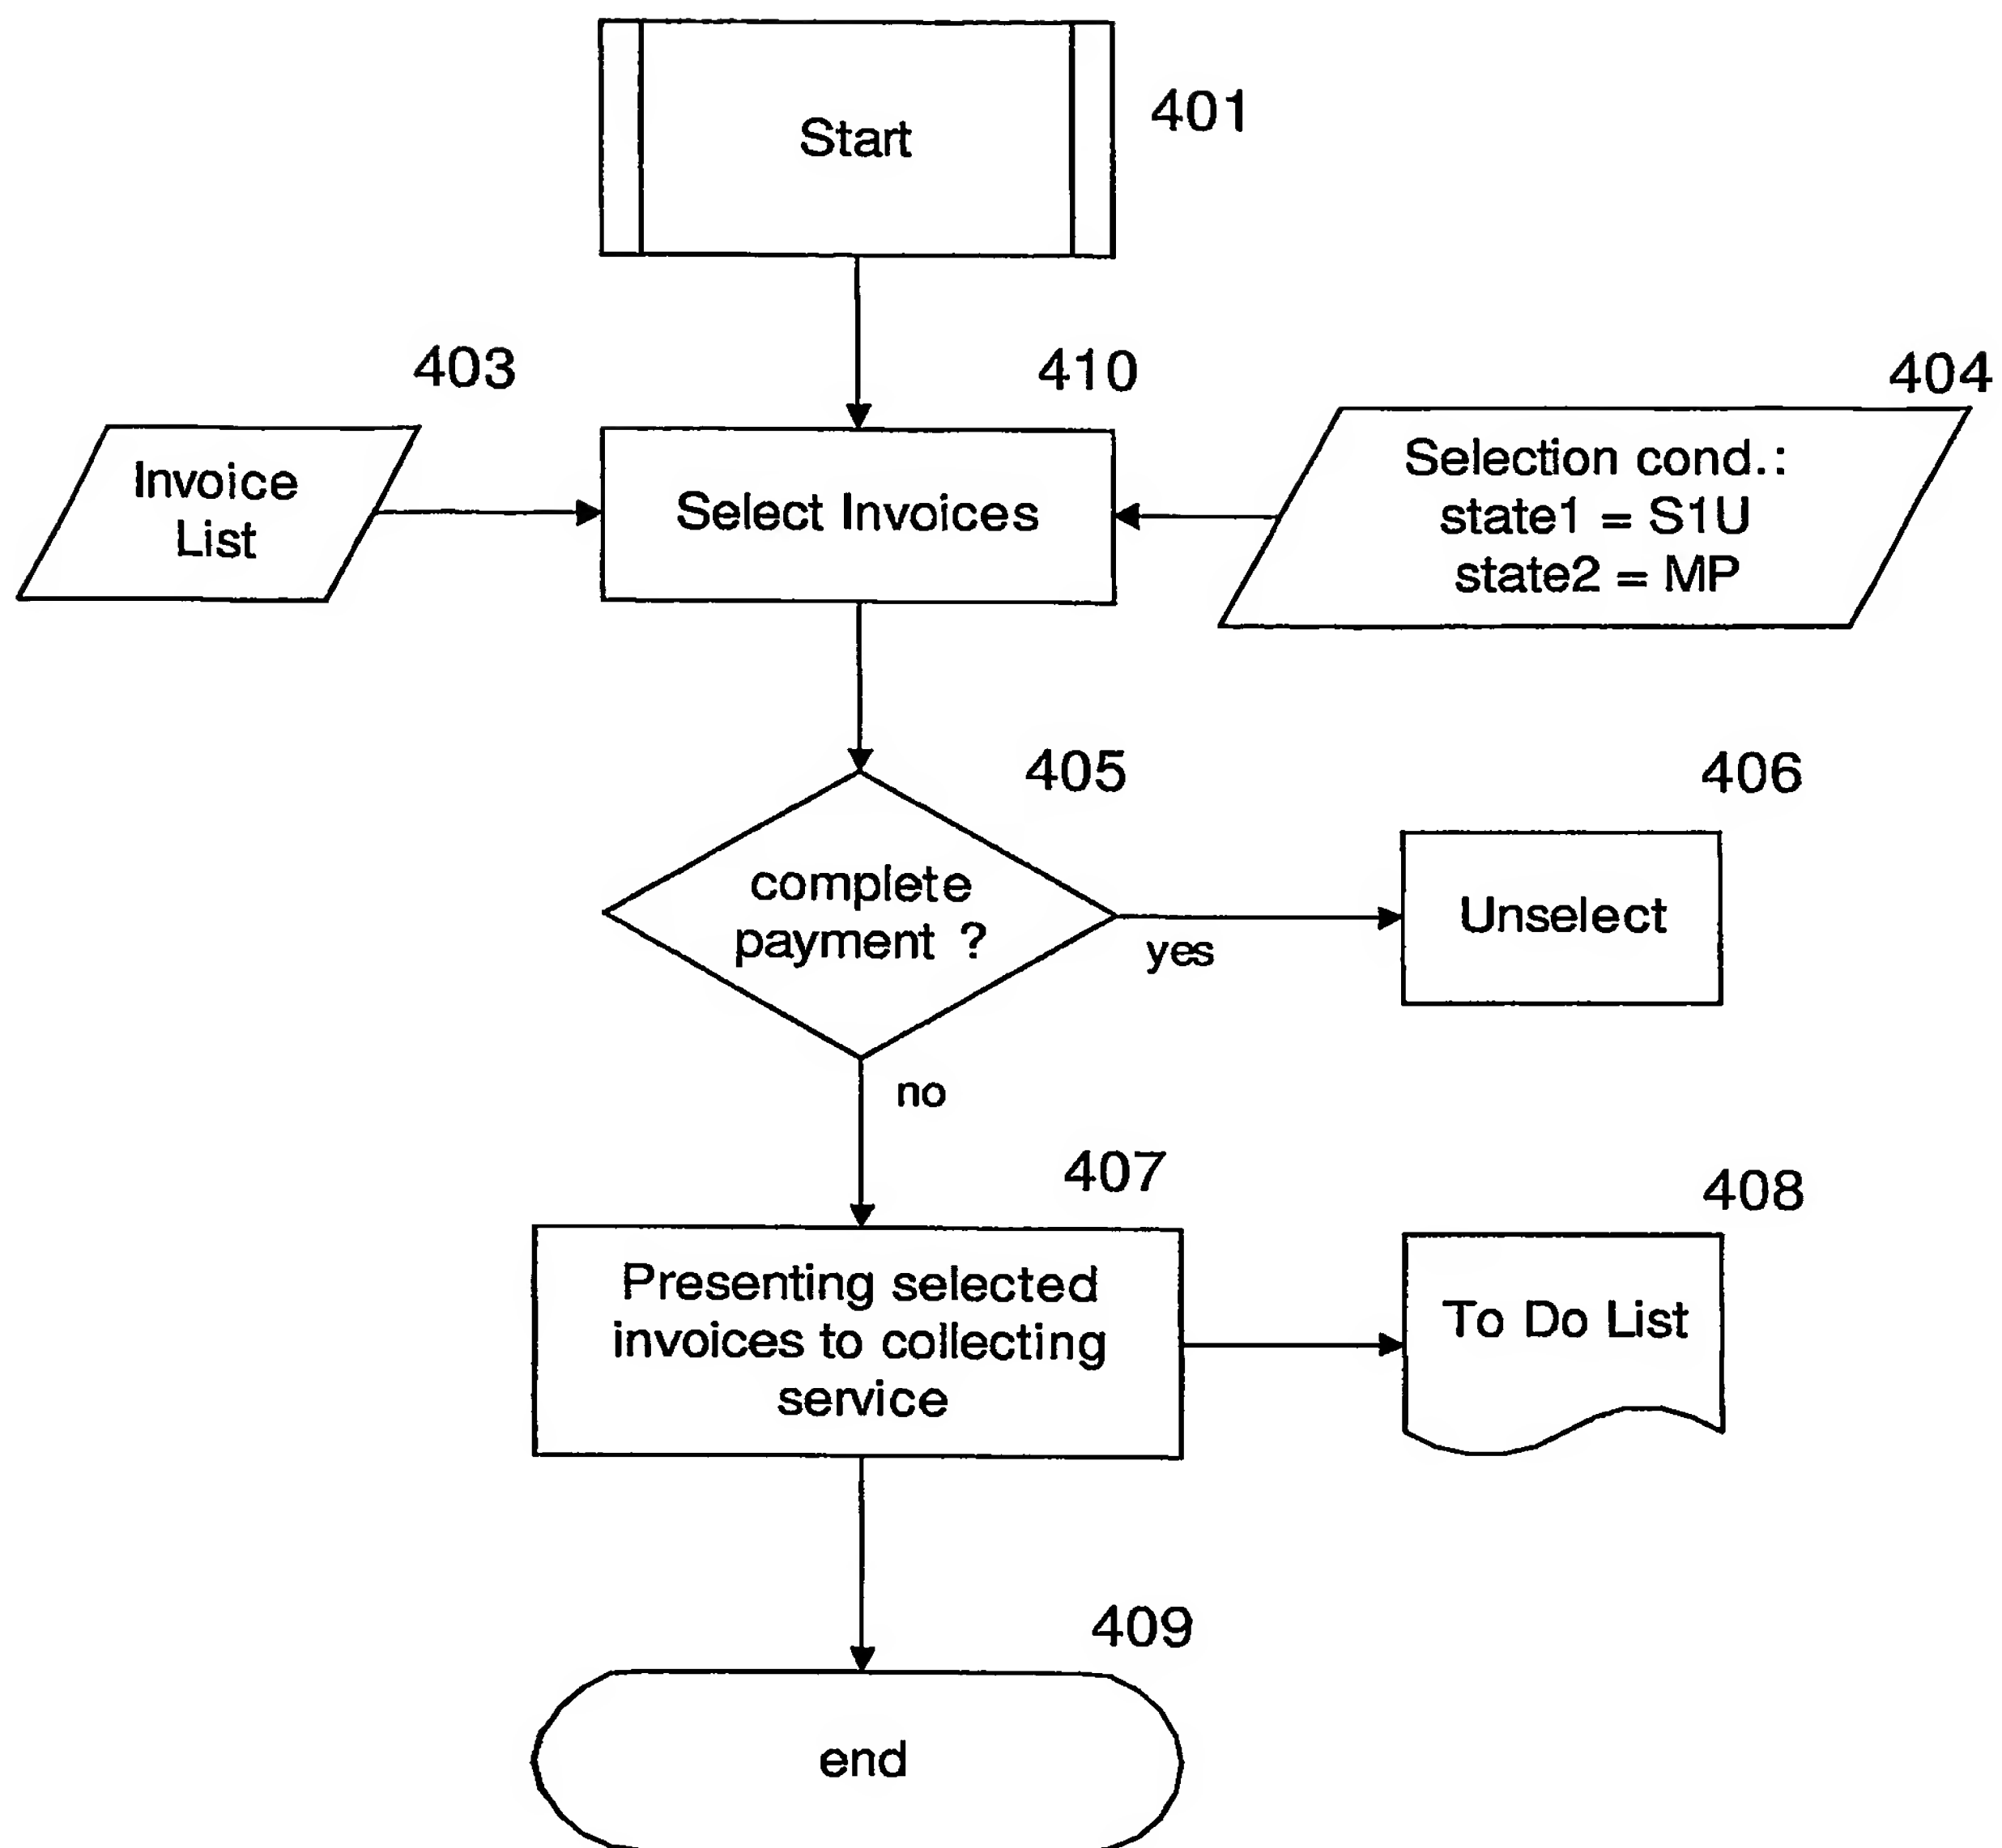 Start
401
403
410
404
Invoice
List
Select Invoices
Selection cond.:
state1 = S1U
state2 = MP
405
406
complete
payment ?
yes
Unselect
no
407
408
Presenting selected
invoices to collecting
service
To Do List
409
end